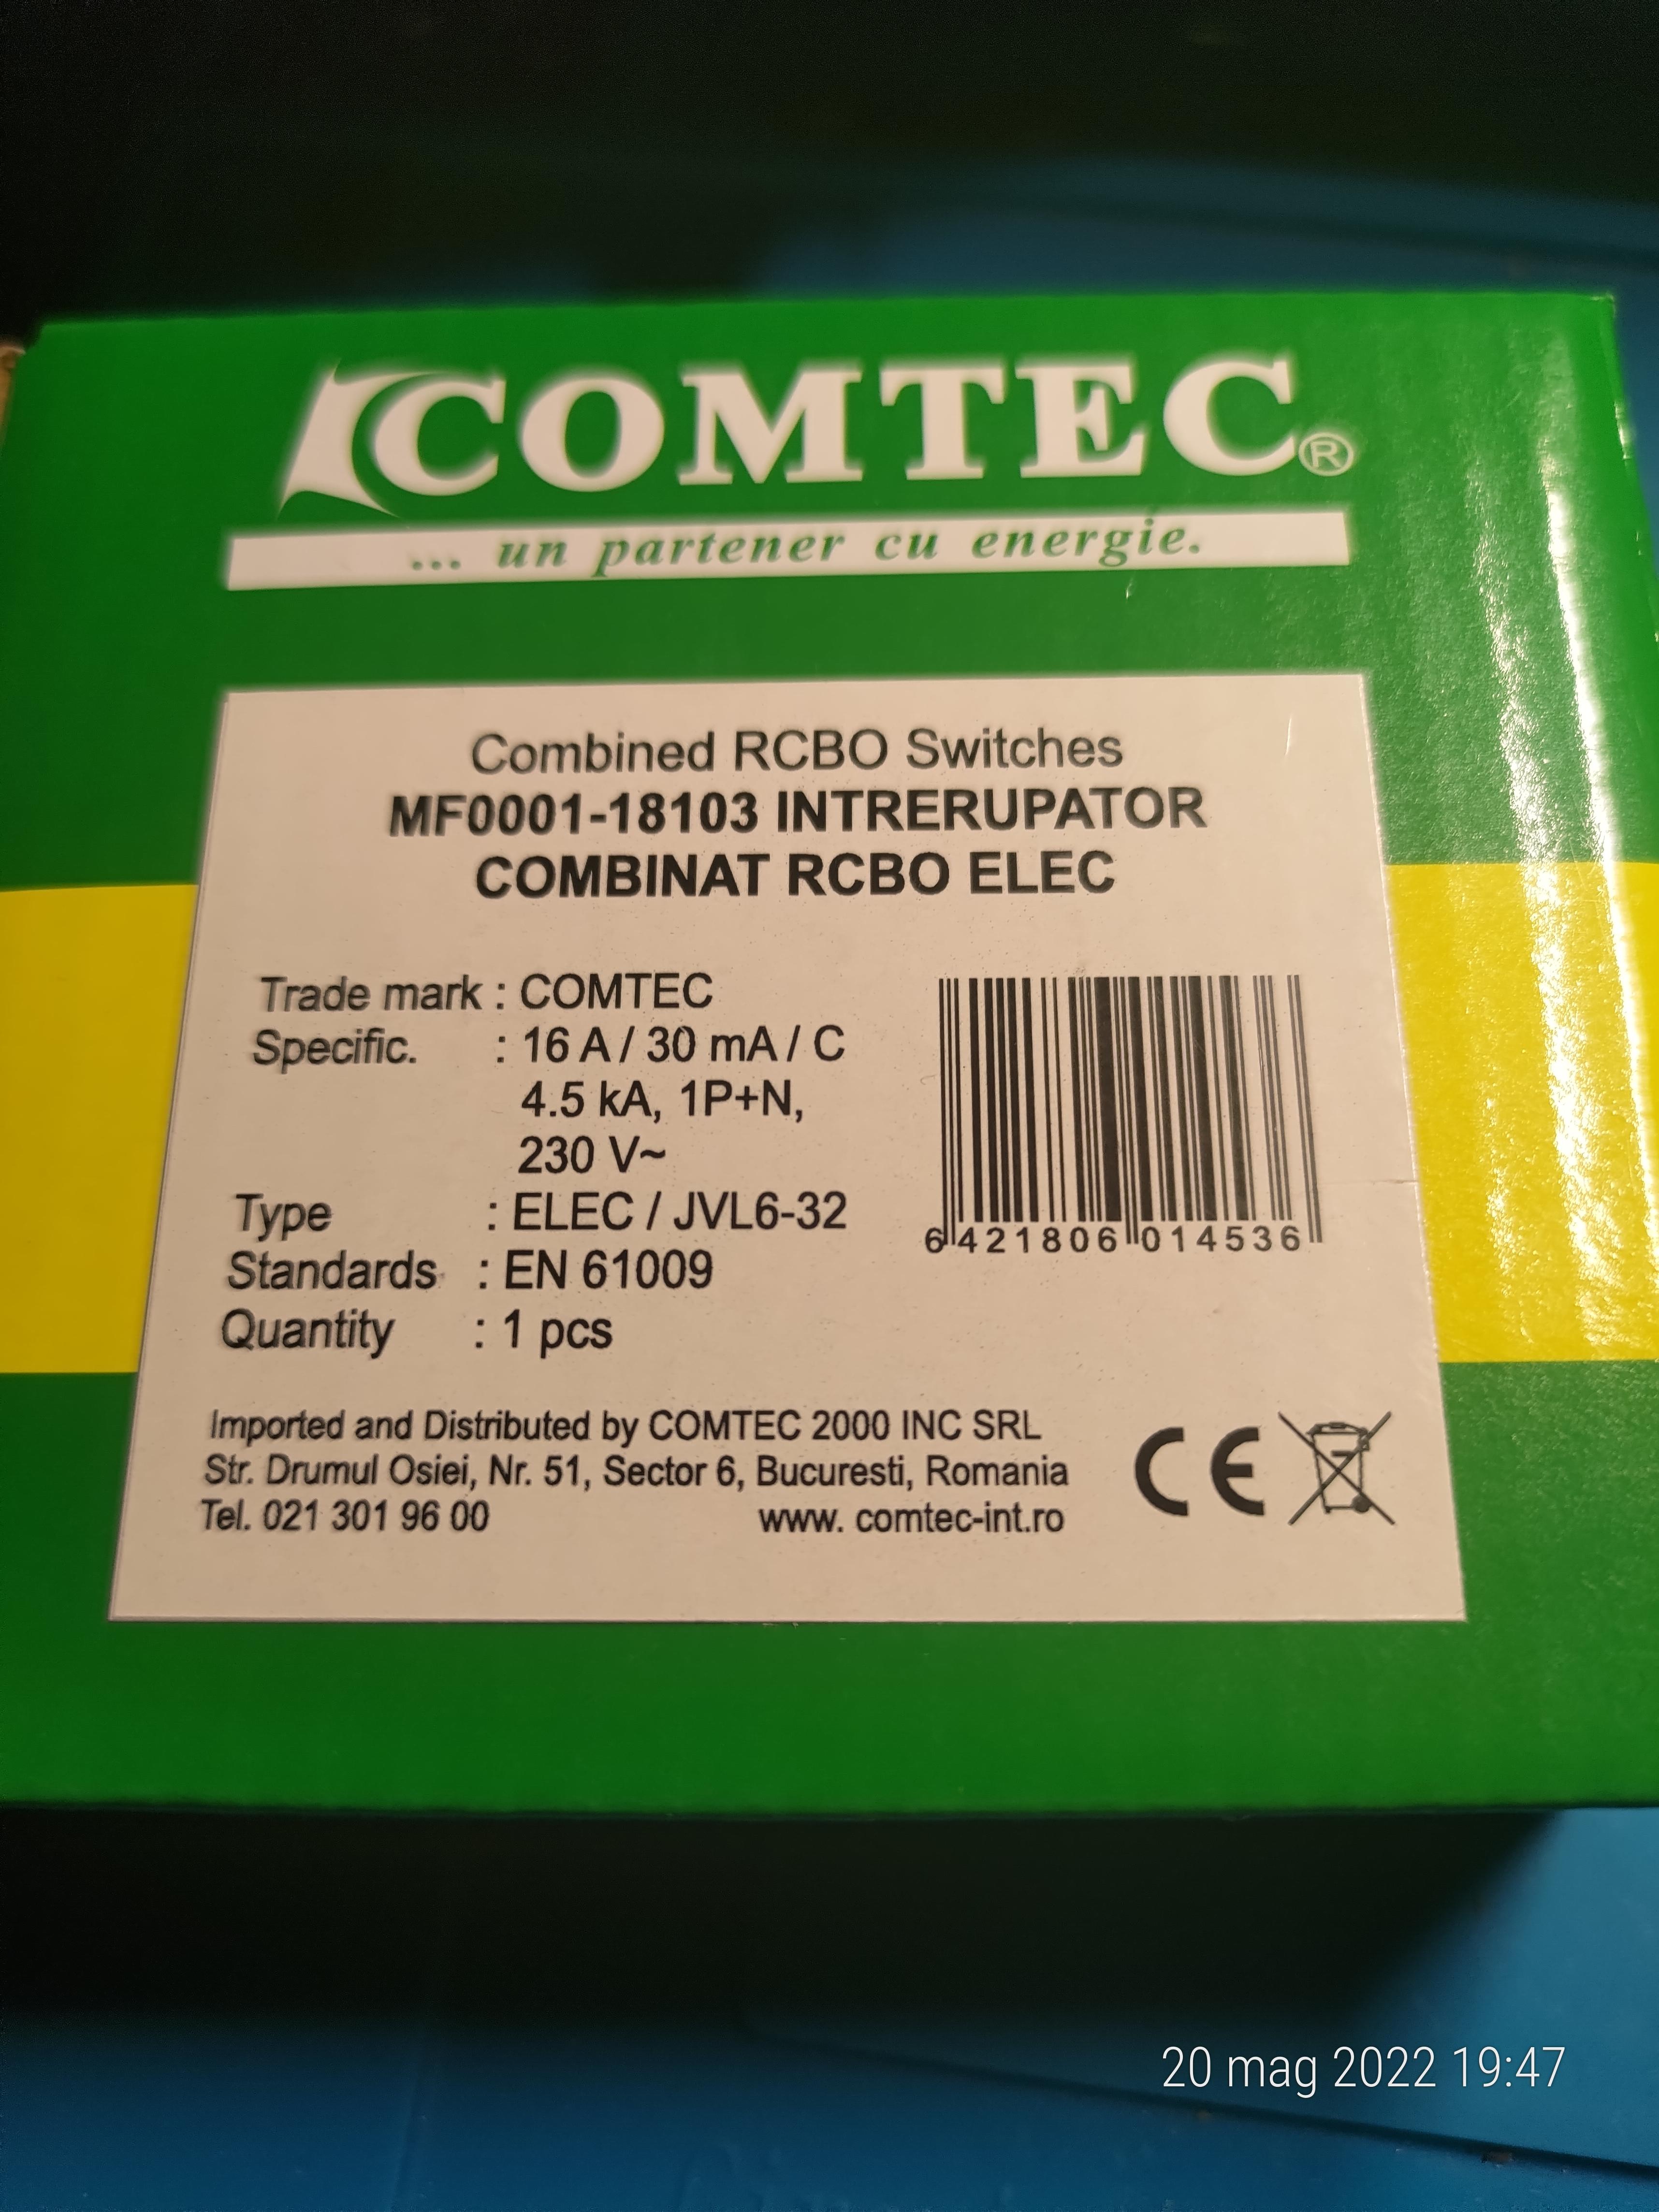 COMTEC®
... un partener cu energie.
Combined RCBO Switches
MF0001-18103 INTRERUPATOR
COMBINAT RCBO ELEC
Trade mark : COMTEC
Specific. : 16 A / 30 mA / C
4.5 kA, 1P+N,
230 V~
Type : ELEC / JVL6-32
Standards : EN 61009
Quantity : 1 pcs
6 421806 014536
Imported and Distributed by COMTEC 2000 INC SRL
Str. Drumul Osiei, Nr. 51, Sector 6, Bucuresti, Romania
Tel. 021 301 96 00 www. comtec-int.ro
CE
20 mag 2022 19:47